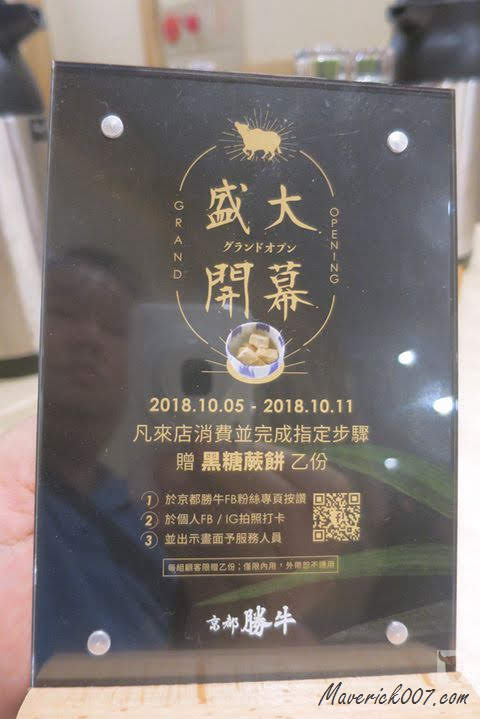 GRAND
盛大
グランドオプン
開幕
OPENING
2018.10.05 - 2018.10.11
凡來店消費並完成指定步驟
贈 黑糖蕨餅 乙份
1 於京都勝牛FB粉絲專頁按讚
2 於個人FB / IG拍照打卡
3 並出示畫面予服務人員
每組顧客限贈乙份；僅限內用，外帶恕不適用
京都 勝牛
Maverick007.com